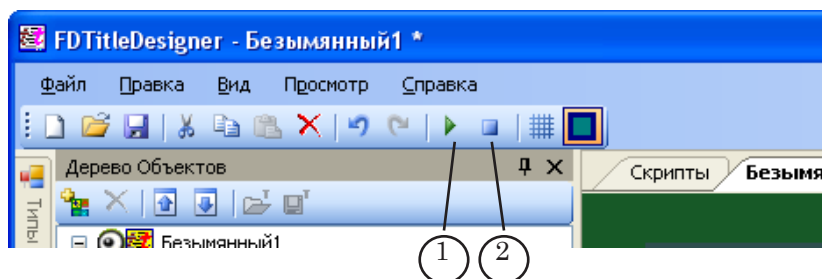 FDTitleDesigner - Безымянный1 *
Файл Правка Вид Просмотр Справка
Дерево Объектов
Скрипты Безымя
Типы
Безымянный1
1 2